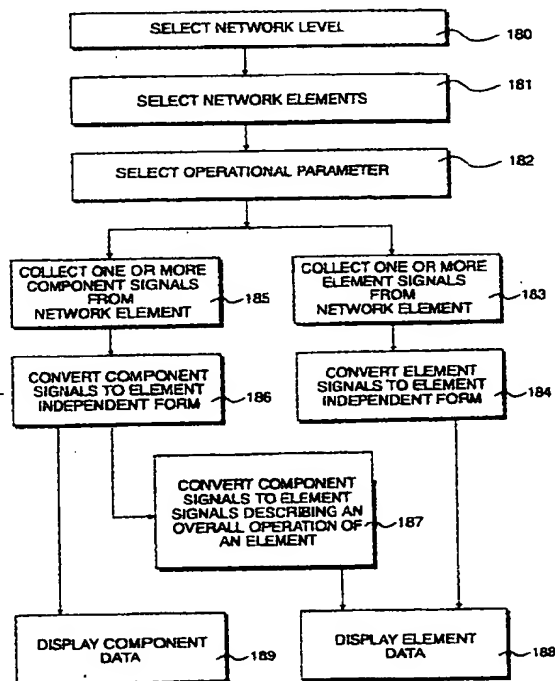 SELECT NETWORK LEVEL
180
SELECT NETWORK ELEMENTS
181
SELECT OPERATIONAL PARAMETER
182
COLLECT ONE OR MORE
COMPONENT SIGNALS
FROM
NETWORK ELEMENT
185
COLLECT ONE OR MORE
ELEMENT SIGNALS
FROM
NETWORK ELEMENT
183
CONVERT COMPONENT
SIGNALS TO ELEMENT
INDEPENDENT FORM
186
CONVERT ELEMENT
SIGNALS TO ELEMENT
INDEPENDENT FORM
184
CONVERT COMPONENT
SIGNALS TO ELEMENT
SIGNALS DESCRIBING AN
OVERALL OPERATION OF
AN ELEMENT
187
DISPLAY COMPONENT
DATA
189
DISPLAY ELEMENT
DATA
188